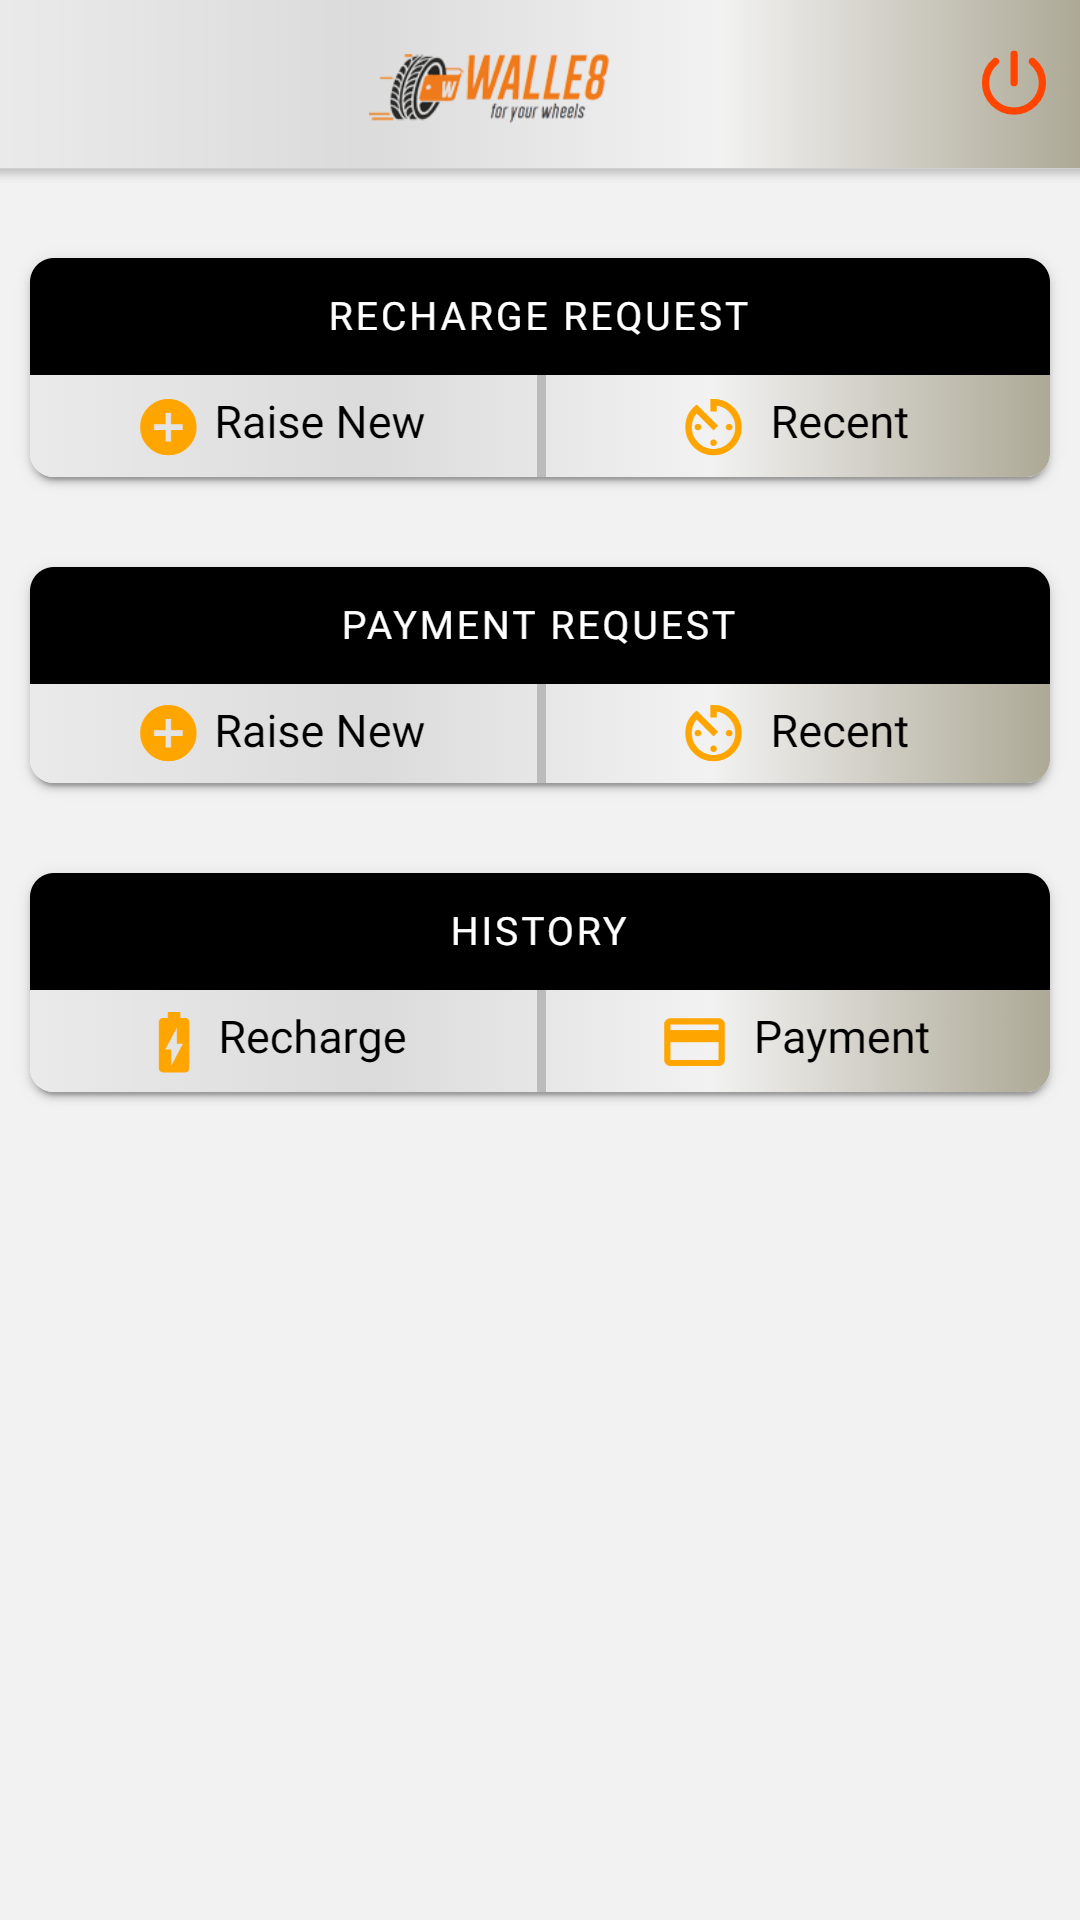 W WALLE8
for your wheels
RECHARGE REQUEST
Raise New Recent
PAYMENT REQUEST
Raise New Recent
HISTORY
Recharge Payment